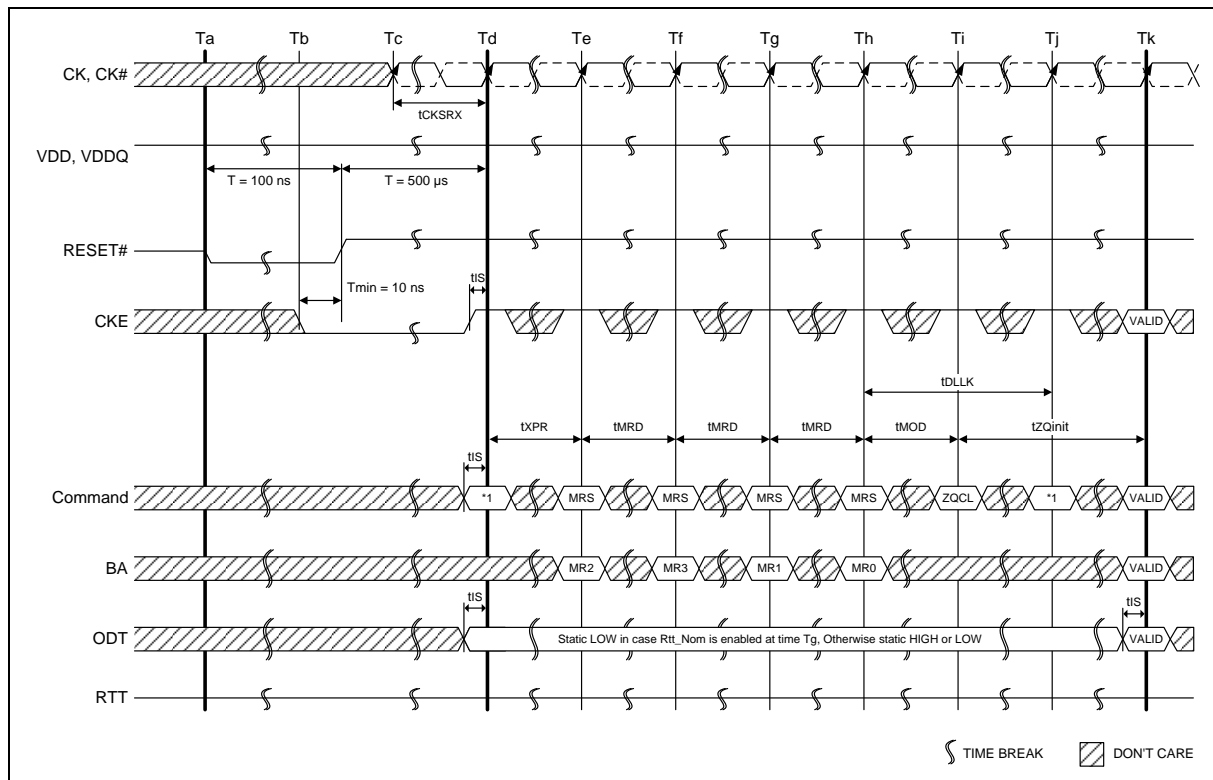 Ta Tb Tc Td Te Tf Tg Th Ti Tj Tk
CK, CK#
tCKSRX
VDD, VDDQ
T = 100 ns T = 500 µs
RESET#
Tmin = 10 ns tIS
CKE VALID
tDLLK
tXPR tMRD tMRD tMRD tMOD tZQinit
tIS
Command *1 MRS MRS MRS MRS ZQCL *1 VALID
BA MR2 MR3 MR1 MR0 VALID
tIS tIS
ODT Static LOW in case Rtt_Nom is enabled at time Tg, Otherwise static HIGH or LOW VALID
RTT
TIME BREAK DON'T CARE